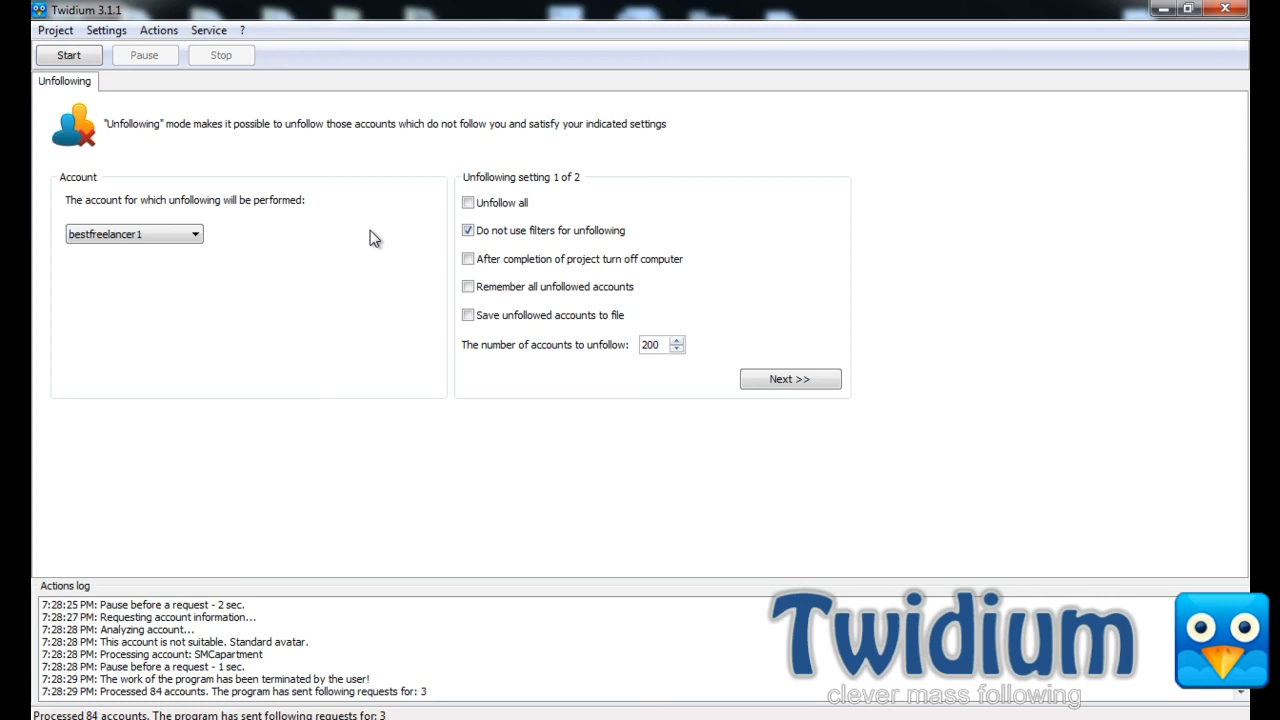 Twidium 3.1.1
Project Settings Actions Service ?
Start Pause Stop
Unfollowing
"Unfollowing" mode makes it possible to unfollow those accounts which do not follow you and satisfy your indicated settings
Account
The account for which unfollowing will be performed:
bestfreelancer1
Unfollowing setting 1 of 2
Unfollow all
Do not use filters for unfollowing
After completion of project turn off computer
Remember all unfollowed accounts
Save unfollowed accounts to file
The number of accounts to unfollow: 200
Next >>
Actions log
7:28:25 PM: Pause before a request - 2 sec.
7:28:27 PM: Requesting account information...
7:28:28 PM: Analyzing account...
7:28:28 PM: This account is not suitable. Standard avatar.
7:28:28 PM: Processing account: SMCapartment
7:28:28 PM: Pause before a request - 1 sec.
7:28:29 PM: The work of the program has been terminated by the user!
7:28:29 PM: Processed 84 accounts. The program has sent following requests for: 3
Twidium
clever mass following
Processed 84 accounts. The program has sent following requests for: 3